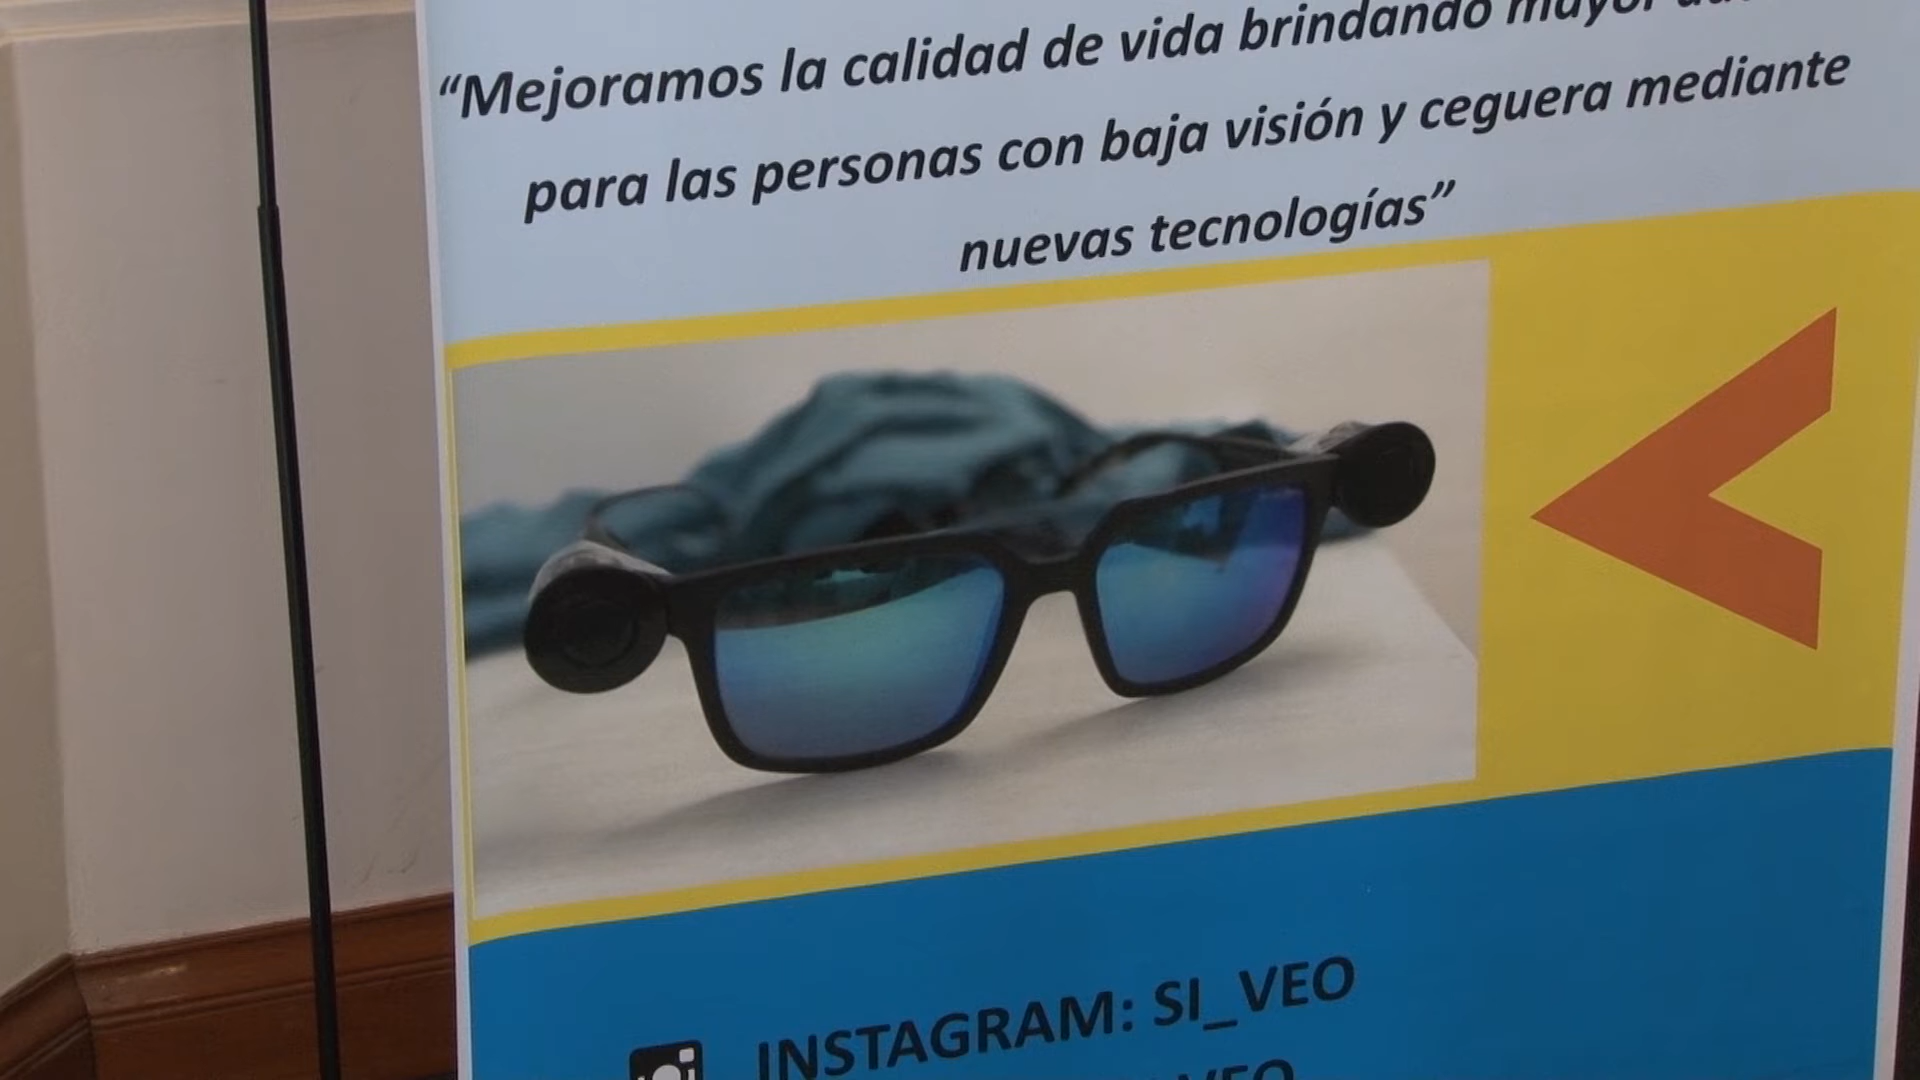 “Mejoramos la calidad de vida brindando mayor
para las personas con baja visión y ceguera mediante
nuevas tecnologías”
INSTAGRAM: SI_VEO
VEO